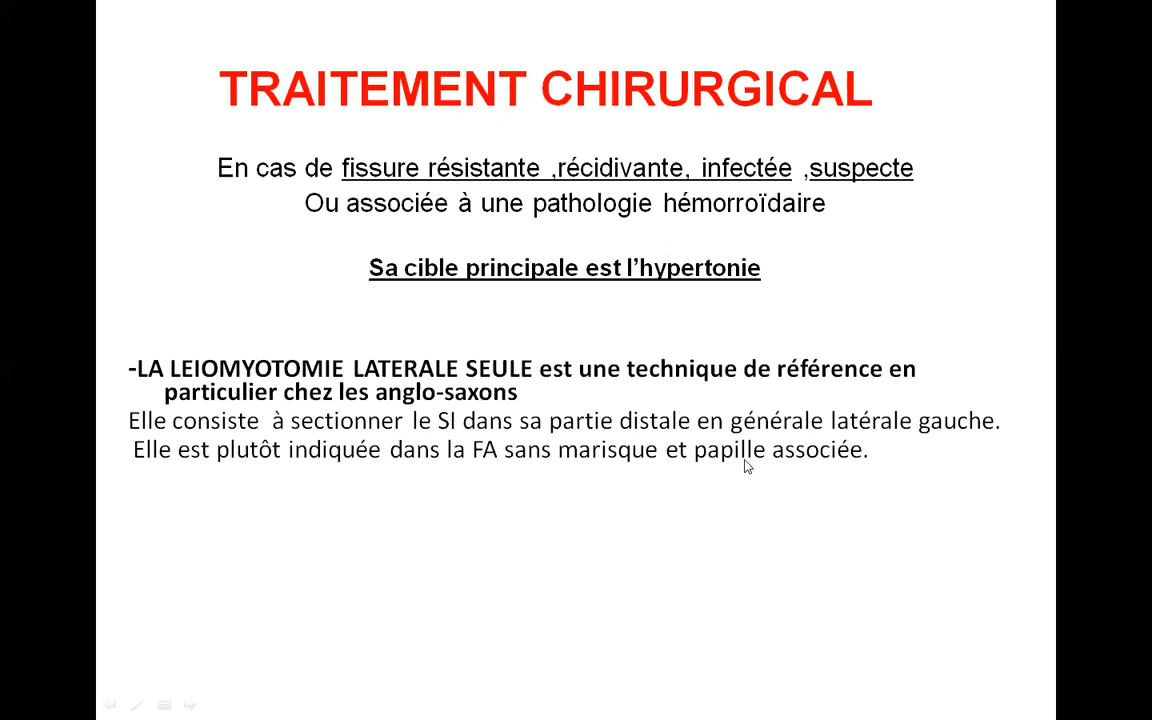 TRAITEMENT CHIRURGICAL
En cas de fissure résistante ,récidivante, infectée ,suspecte
Ou associée à une pathologie hémorroïdaire
Sa cible principale est l’hypertonie
-LA LEIOMYOTOMIE LATERALE SEULE est une technique de référence en
particulier chez les anglo-saxons
Elle consiste à sectionner le SI dans sa partie distale en générale latérale gauche.
Elle est plutôt indiquée dans la FA sans marisque et papille associée.